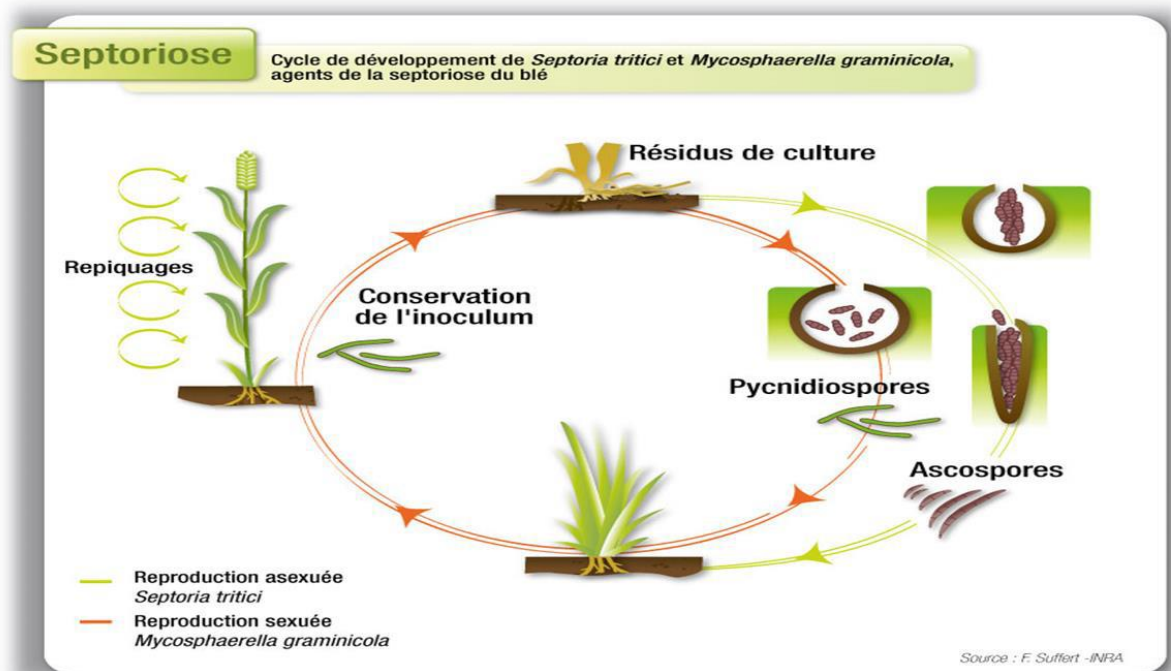 Septoriose
Cycle de développement de Septoria tritici et Mycosphaerella graminicola,
agents de la septoriose du blé
Résidus de culture
Repiquages
Conservation
de l'inoculum
Pycnidiospores
Ascospores
Reproduction asexuée
Septoria tritici
Reproduction sexuée
Mycosphaerella graminicola
Source : F. Suffert -INRA